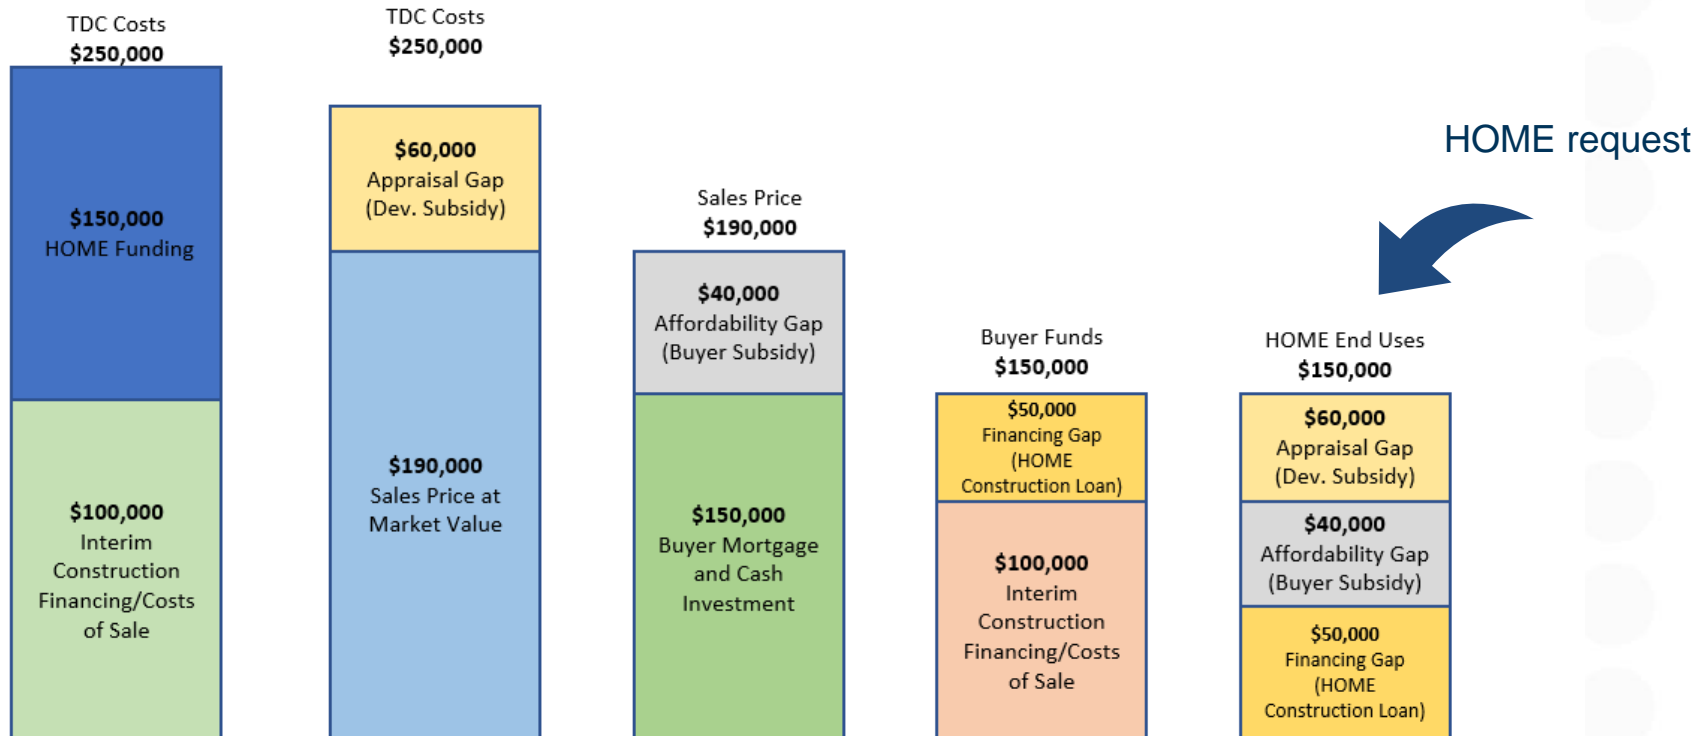 TDC Costs
$250,000
$150,000
HOME Funding
$100,000
Interim
Construction
Financing/Costs
of Sale
TDC Costs
$250,000
$60,000
Appraisal Gap
(Dev. Subsidy)
$190,000
Sales Price at
Market Value
Sales Price
$190,000
$40,000
Affordability Gap
(Buyer Subsidy)
$150,000
Buyer Mortgage
and Cash
Investment
Buyer Funds
$150,000
$50,000
Financing Gap
(HOME
Construction Loan)
$100,000
Interim
Construction
Financing/Costs
of Sale
HOME request
HOME End Uses
$150,000
$60,000
Appraisal Gap
(Dev. Subsidy)
$40,000
Affordability Gap
(Buyer Subsidy)
$50,000
Financing Gap
(HOME
Construction Loan)